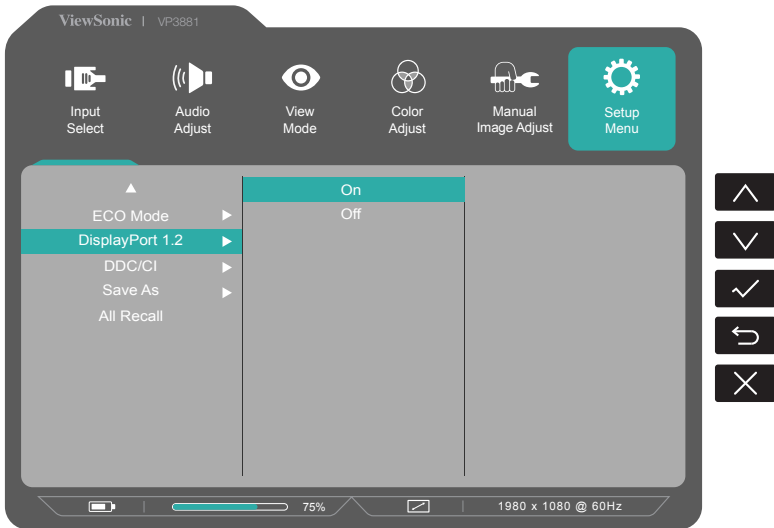 ViewSonic | VP3881
Input
Select
Audio
Adjust
View
Mode
Color
Adjust
Manual
Image Adjust
Setup
Menu
ECO Mode
DisplayPort 1.2
DDC/CI
Save As
All Recall
On
Off
75%
1980 x 1080 @ 60Hz